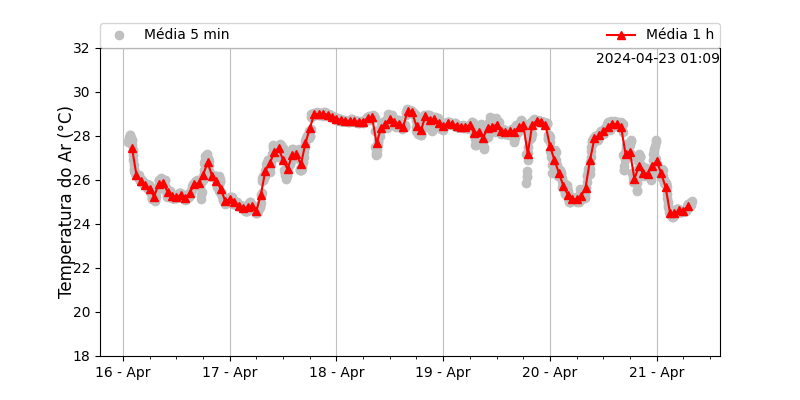 Média 5 min
Média 1 h
2024-04-23 01:09
Temperatura do Ar (°C)
32
30
28
26
24
22
20
18
16 - Apr
17 - Apr
18 - Apr
19 - Apr
20 - Apr
21 - Apr